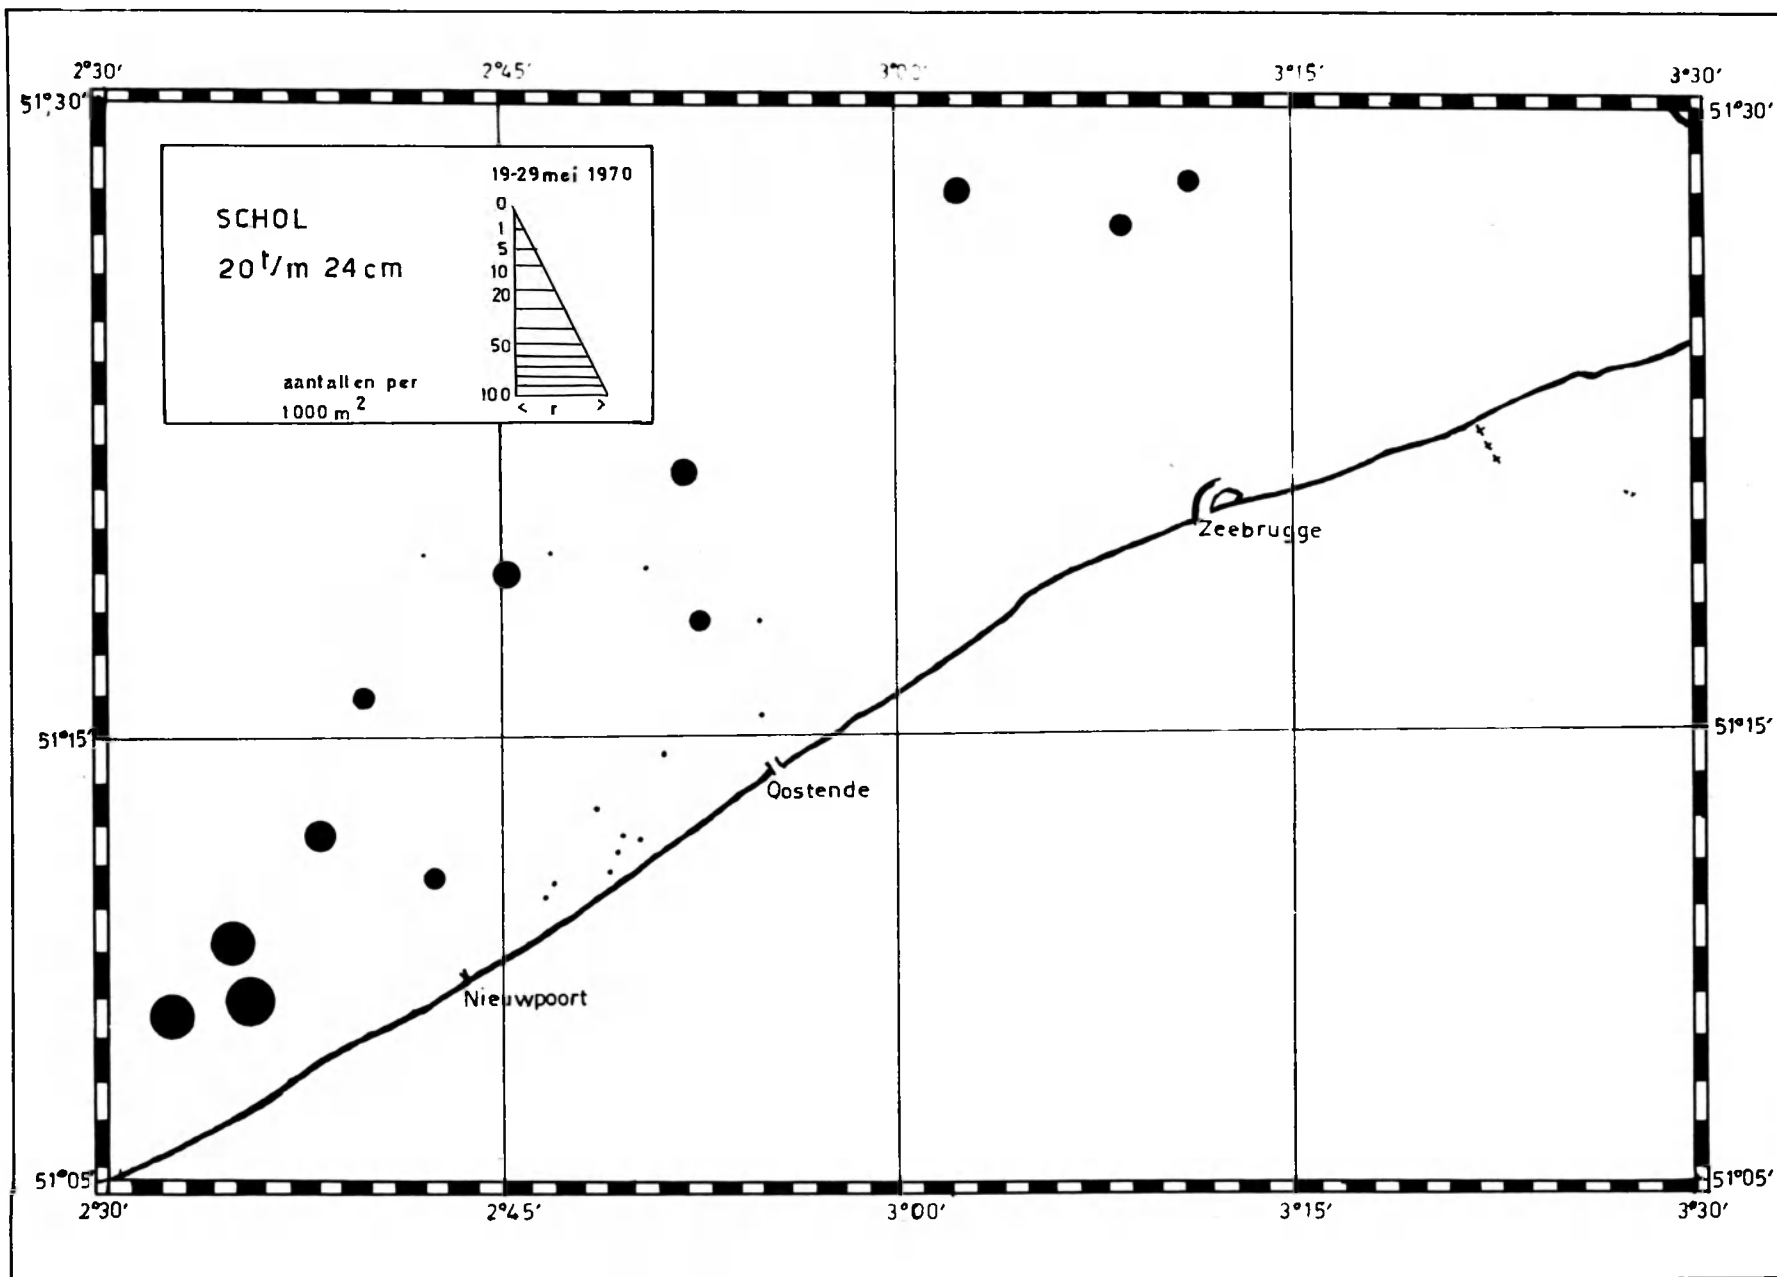 2°30′ 2°45′ 3°00′ 3°15′ 3°30′
51°30′ 51°30′
19-29 mei 1970
SCHOL
20 t/m 24 cm
0
1
5
10
20
50
100
< r >
aantallen per
1000 m²
Zeebrugge
51°15′ 51°15′
Oostende
Nieuwpoort
51°05′ 51°05′
2°30′ 2°45′ 3°00′ 3°15′ 3°30′